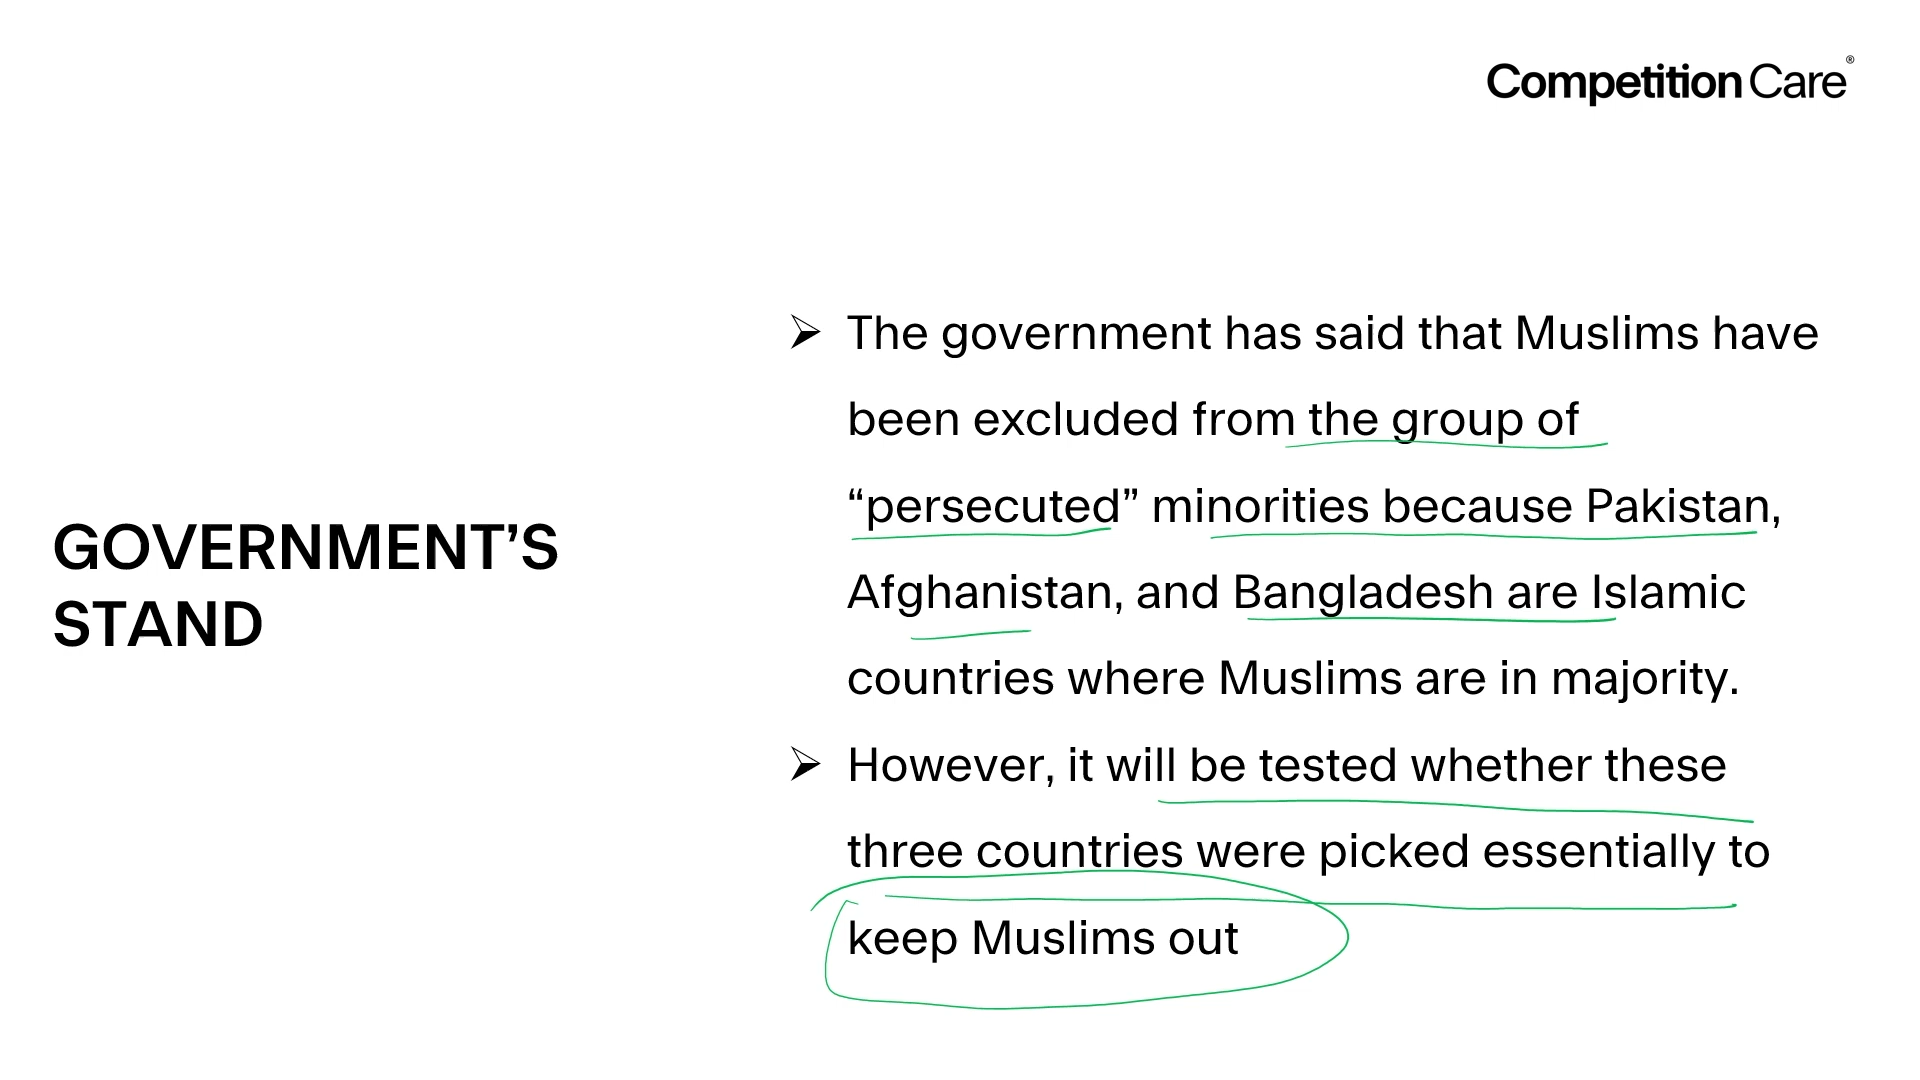 Competition Care®
GOVERNMENT’S
STAND
➢ The government has said that Muslims have
been excluded from the group of
“persecuted” minorities because Pakistan,
Afghanistan, and Bangladesh are Islamic
countries where Muslims are in majority.
➢ However, it will be tested whether these
three countries were picked essentially to
keep Muslims out